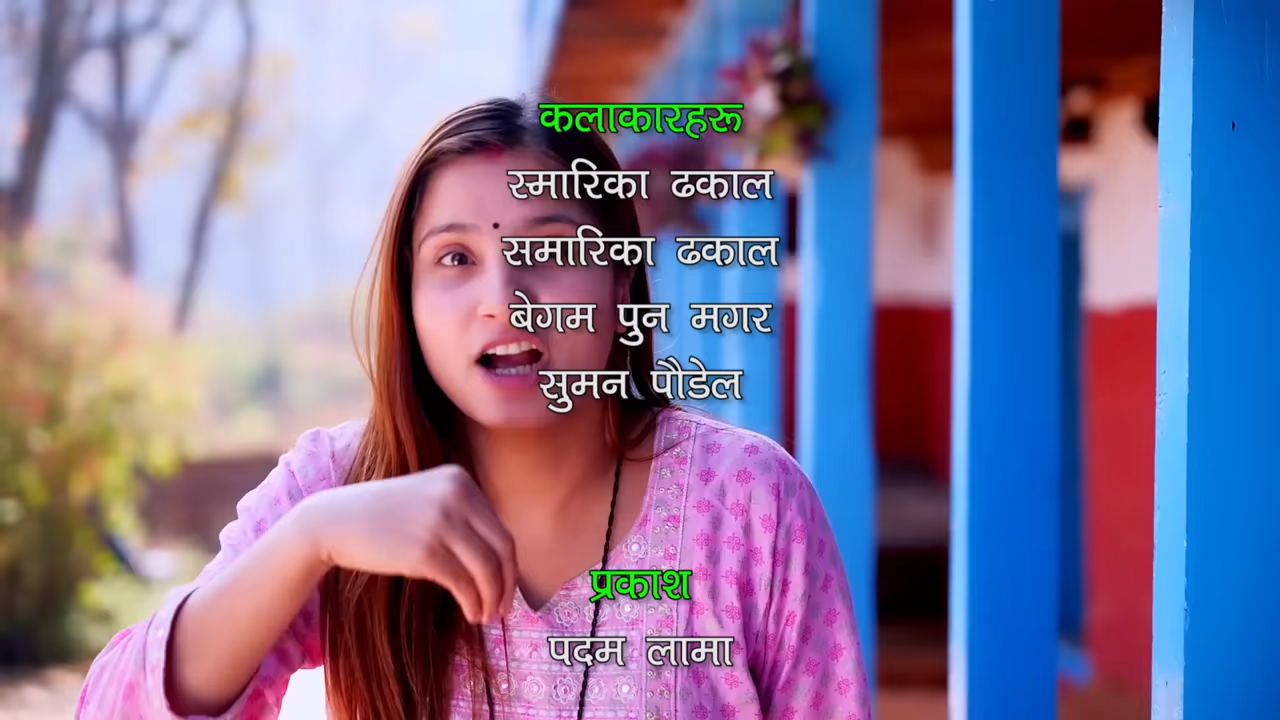 कलाकारहरू
स्मारिका ढकाल
समारिका ढकाल
बेगम पुन मगर
सुमन पौडेल
प्रकाश
पदम लामा